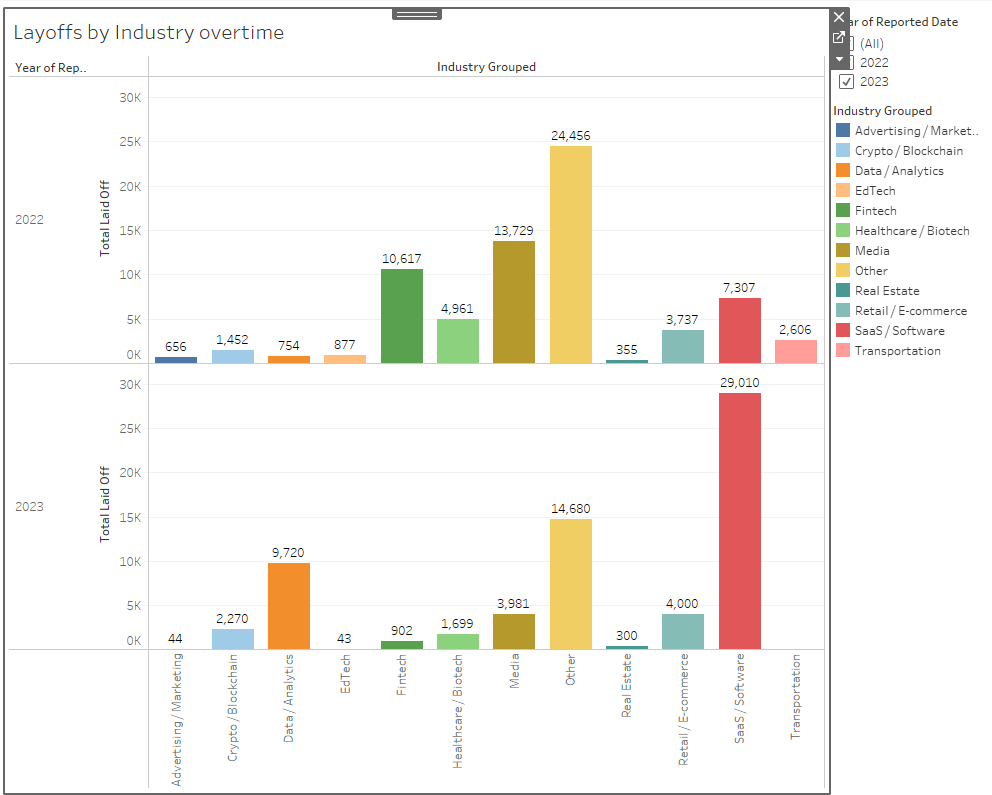 Layoffs by Industry overtime
Year of Rep..
Industry Grouped
2022
Total Laid Off
30K
25K
20K
15K
10K
5K
0K
656
1,452
754
877
10,617
4,961
13,729
24,456
355
3,737
7,307
2,606
2023
Total Laid Off
30K
25K
20K
15K
10K
5K
0K
44
2,270
9,720
43
902
1,699
3,981
14,680
300
4,000
29,010
Advertising / Marketing
Crypto / Blockchain
Data / Analytics
EdTech
Fintech
Healthcare / Biotech
Media
Other
Real Estate
Retail / E-commerce
SaaS / Software
Transportation
of Reported Date
(All)
2022
2023
Industry Grouped
Advertising / Market..
Crypto / Blockchain
Data / Analytics
EdTech
Fintech
Healthcare / Biotech
Media
Other
Real Estate
Retail / E-commerce
SaaS / Software
Transportation